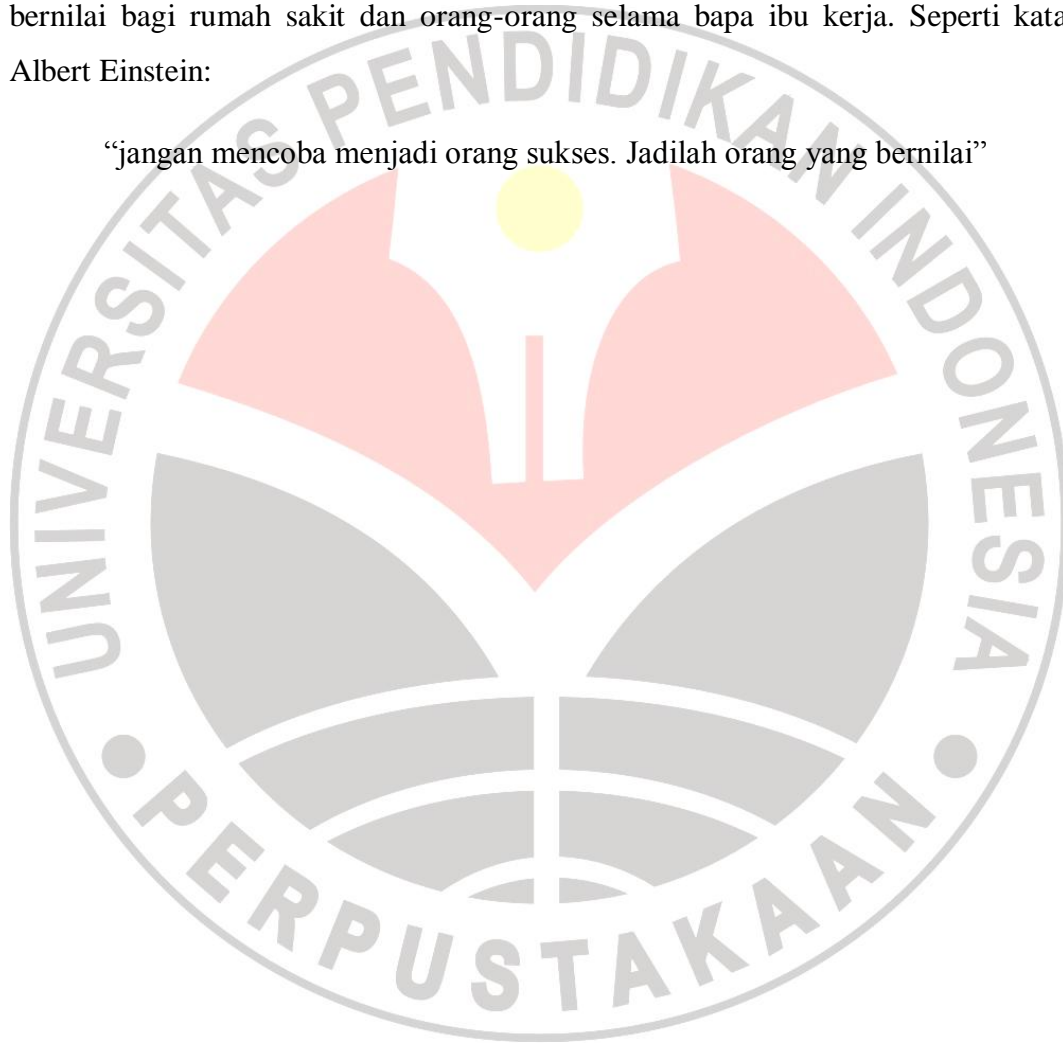 bernilai bagi rumah sakit dan orang-orang selama bapa ibu kerja. Seperti kata
Albert Einstein:
“jangan mencoba menjadi orang sukses. Jadilah orang yang bernilai”
UNIVERSITAS PENDIDIKAN INDONESIA
PERPUSTAKAAN